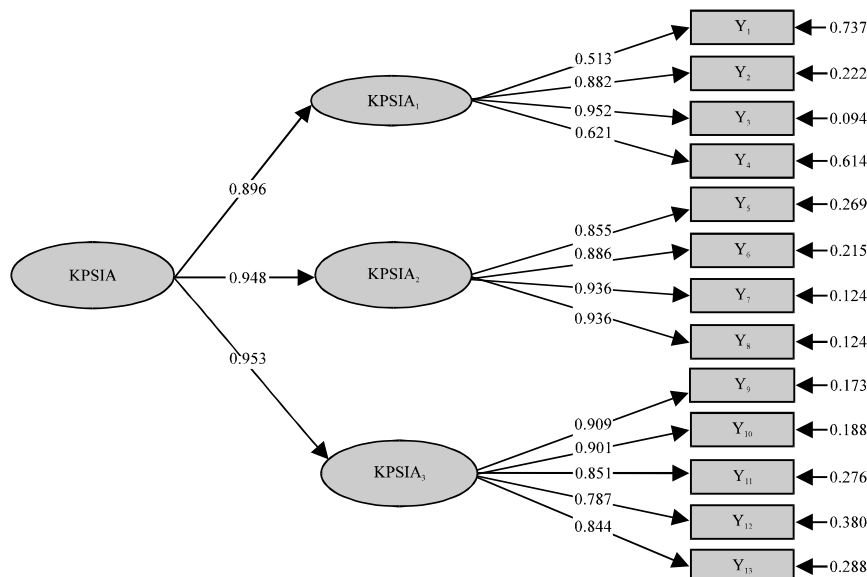 Y₁
0.737
0.513
Y₂
0.222
0.882
KPSIA₁
0.952
Y₃
0.094
0.621
Y₄
0.614
0.896
Y₅
0.269
0.855
Y₆
0.215
0.886
KPSIA
0.948
KPSIA₂
0.936
Y₇
0.124
0.936
Y₈
0.124
0.953
Y₉
0.173
0.909
Y₁₀
0.188
0.901
KPSIA₃
0.851
Y₁₁
0.276
0.787
Y₁₂
0.380
0.844
Y₁₃
0.288